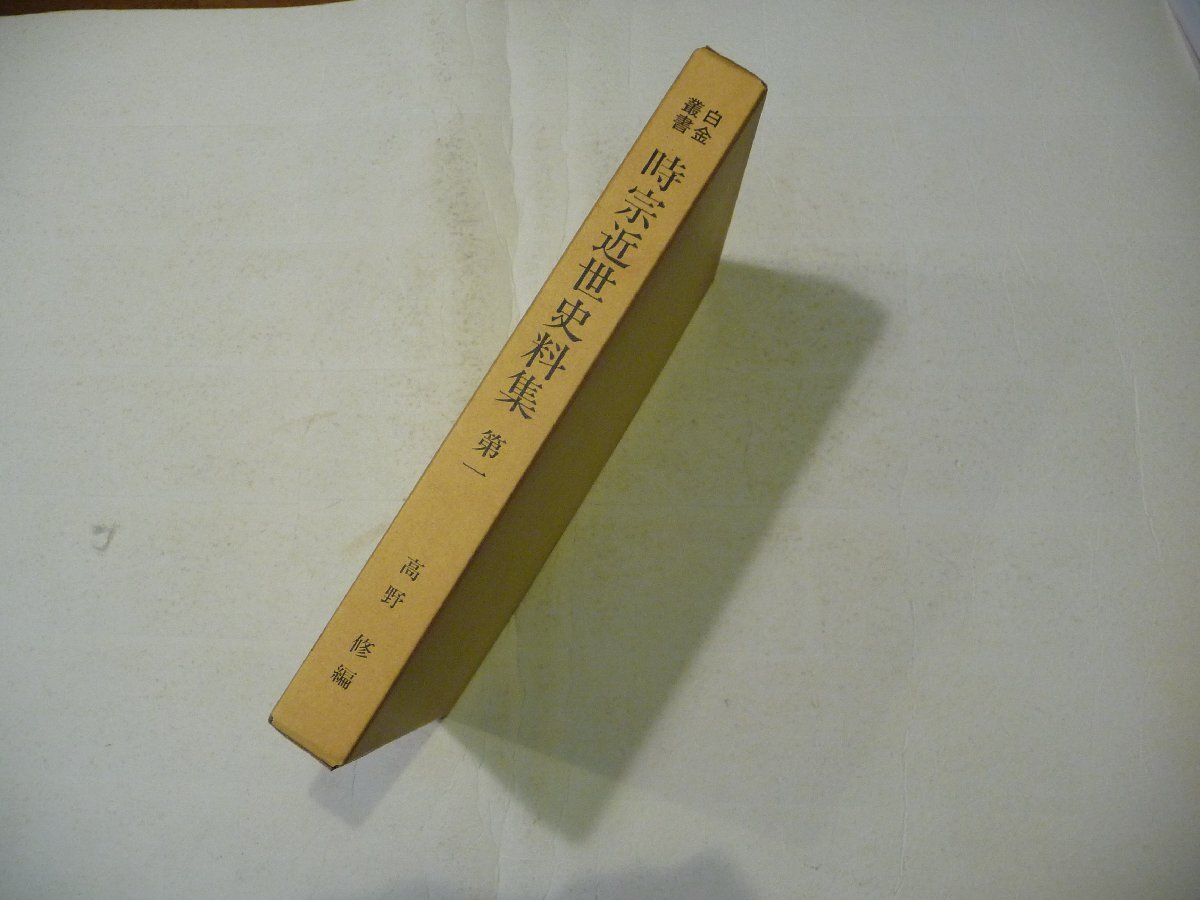 白金
叢書
時宗近世史料集 第一
高野 修編